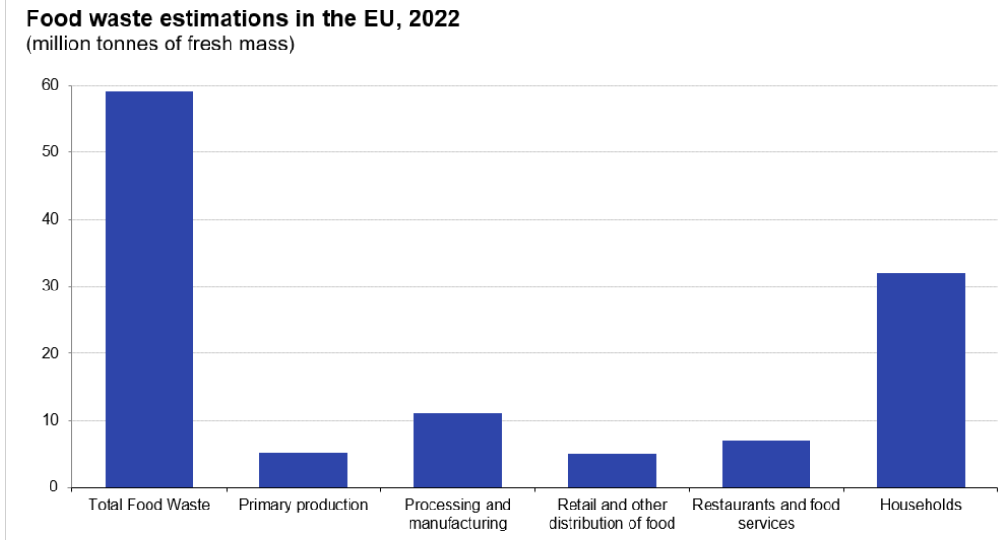 Food waste estimations in the EU, 2022
(million tonnes of fresh mass)
60
50
40
30
20
10
0
Total Food Waste
Primary production
Processing and
manufacturing
Retail and other
distribution of food
Restaurants and food
services
Households